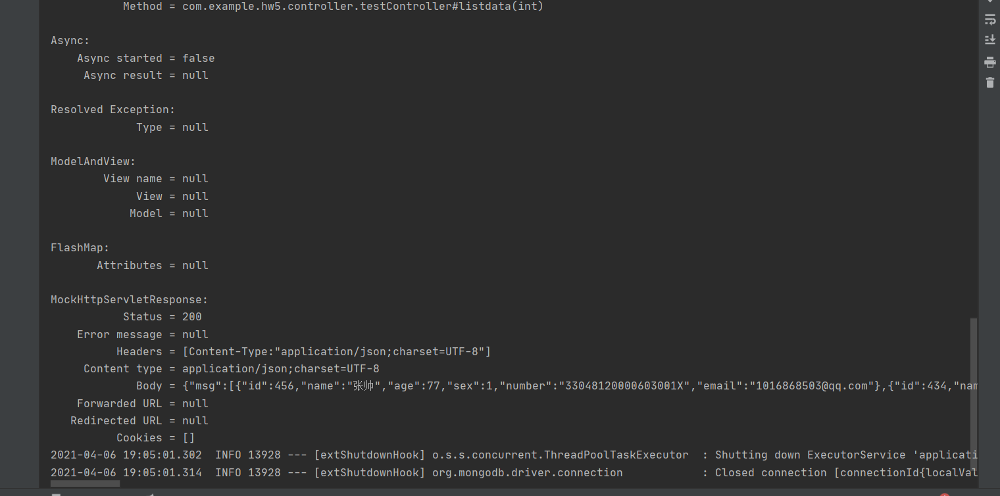 Method = com.example.hw5.controller.testController#listdata(int)
Async:
Async started = false
Async result = null
Resolved Exception:
Type = null
ModelAndView:
View name = null
View = null
Model = null
FlashMap:
Attributes = null
MockHttpServletResponse:
Status = 200
Error message = null
Headers = [Content-Type:"application/json;charset=UTF-8"]
Content type = application/json;charset=UTF-8
Body = {"msg":[{"id":456,"name":"张帅","age":77,"sex":1,"number":"33048120000603001X","email":"1016868503@qq.com"},{"id":434,"nam
Forwarded URL = null
Redirected URL = null
Cookies = []
2021-04-06 19:05:01.302  INFO 13928 --- [extShutdownHook] o.s.s.concurrent.ThreadPoolTaskExecutor  : Shutting down ExecutorService 'applicati
2021-04-06 19:05:01.314  INFO 13928 --- [extShutdownHook] org.mongodb.driver.connection            : Closed connection [connectionId{localVal